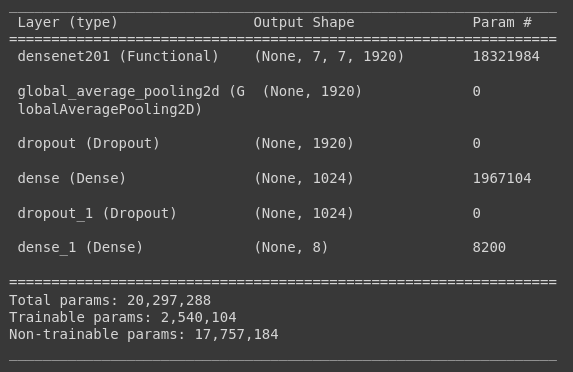 Layer (type) Output Shape Param #
=================================================================
densenet201 (Functional) (None, 7, 7, 1920) 18321984
global_average_pooling2d (G (None, 1920) 0
lobalAveragePooling2D)
dropout (Dropout) (None, 1920) 0
dense (Dense) (None, 1024) 1967104
dropout_1 (Dropout) (None, 1024) 0
dense_1 (Dense) (None, 8) 8200
=================================================================
Total params: 20,297,288
Trainable params: 2,540,104
Non-trainable params: 17,757,184